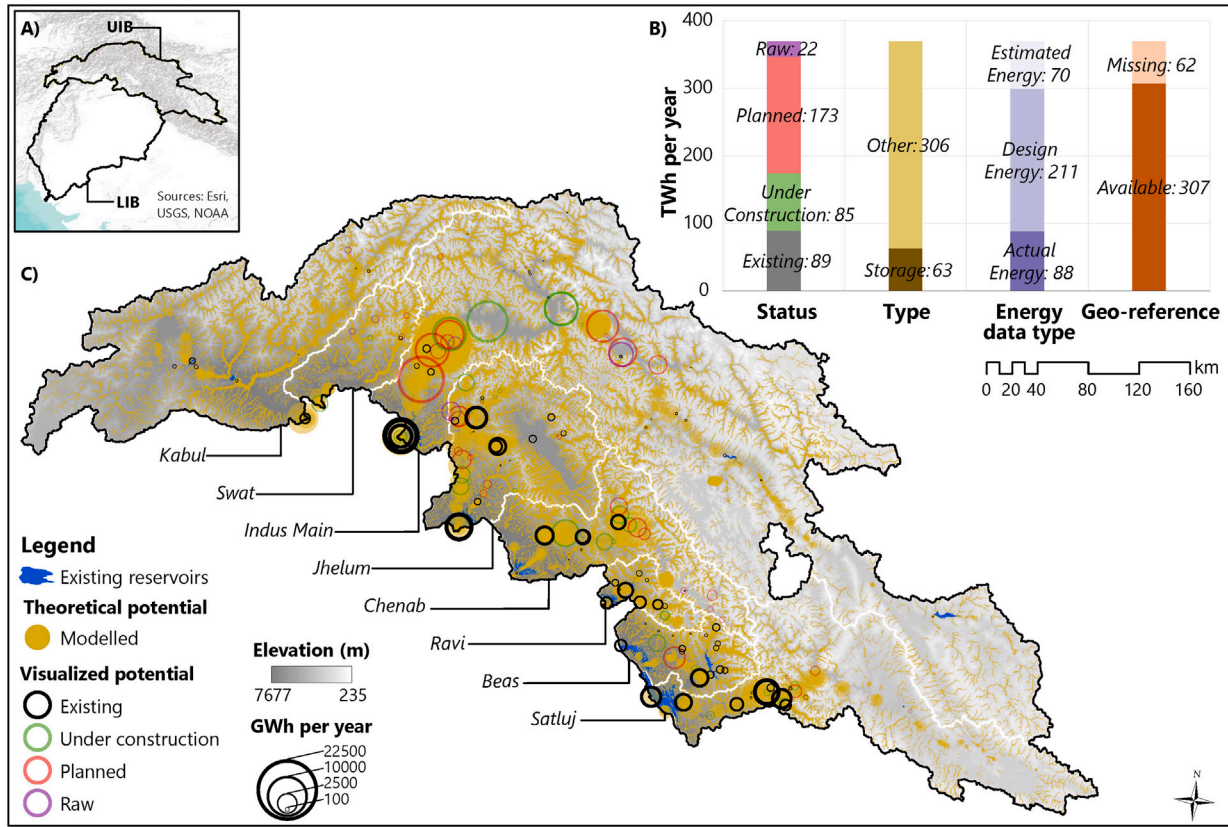 A)
UIB
LIB
Sources: Esri,
USGS, NOAA
B)
TWh per year
400
300
200
100
0
Raw: 22
Planned: 173
Under
Construction: 85
Existing: 89
Other: 306
Storage: 63
Estimated
Energy: 70
Design
Energy: 211
Actual
Energy: 88
Missing: 62
Available: 307
Status
Type
Energy
data type
Geo-reference
0 20 40 80 120 160
km
C)
Kabul
Swat
Indus Main
Jhelum
Chenab
Ravi
Beas
Satluj
Legend
Existing reservoirs
Theoretical potential
Modelled
Visualized potential
Existing
Under construction
Planned
Raw
Elevation (m)
7677 235
GWh per year
22500
10000
2500
100
N